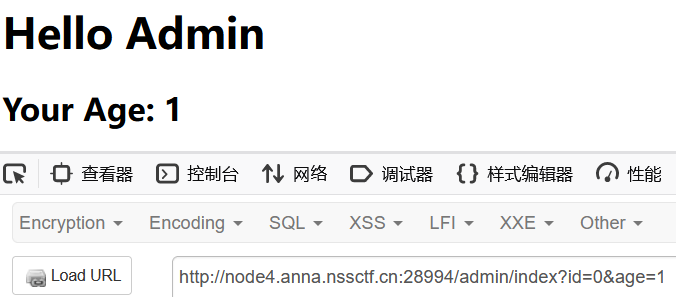 Hello Admin
Your Age: 1
查看器 控制台 网络 调试器 样式编辑器 性能
Encryption Encoding SQL XSS LFI XXE Other
Load URL http://node4.anna.nssctf.cn:28994/admin/index?id=0&age=1